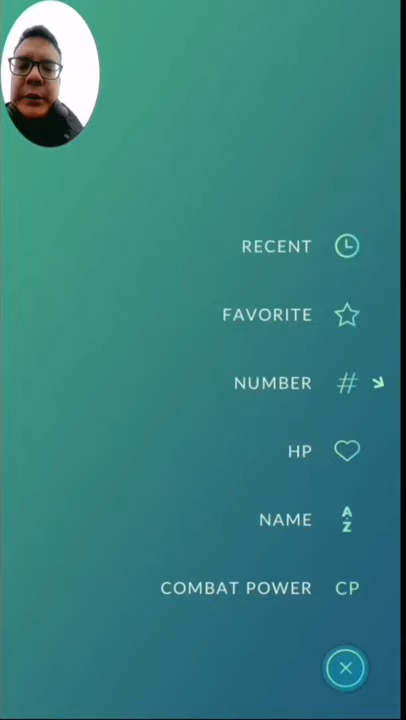 RECENT
FAVORITE
NUMBER #
HP
NAME A Z
COMBAT POWER CP